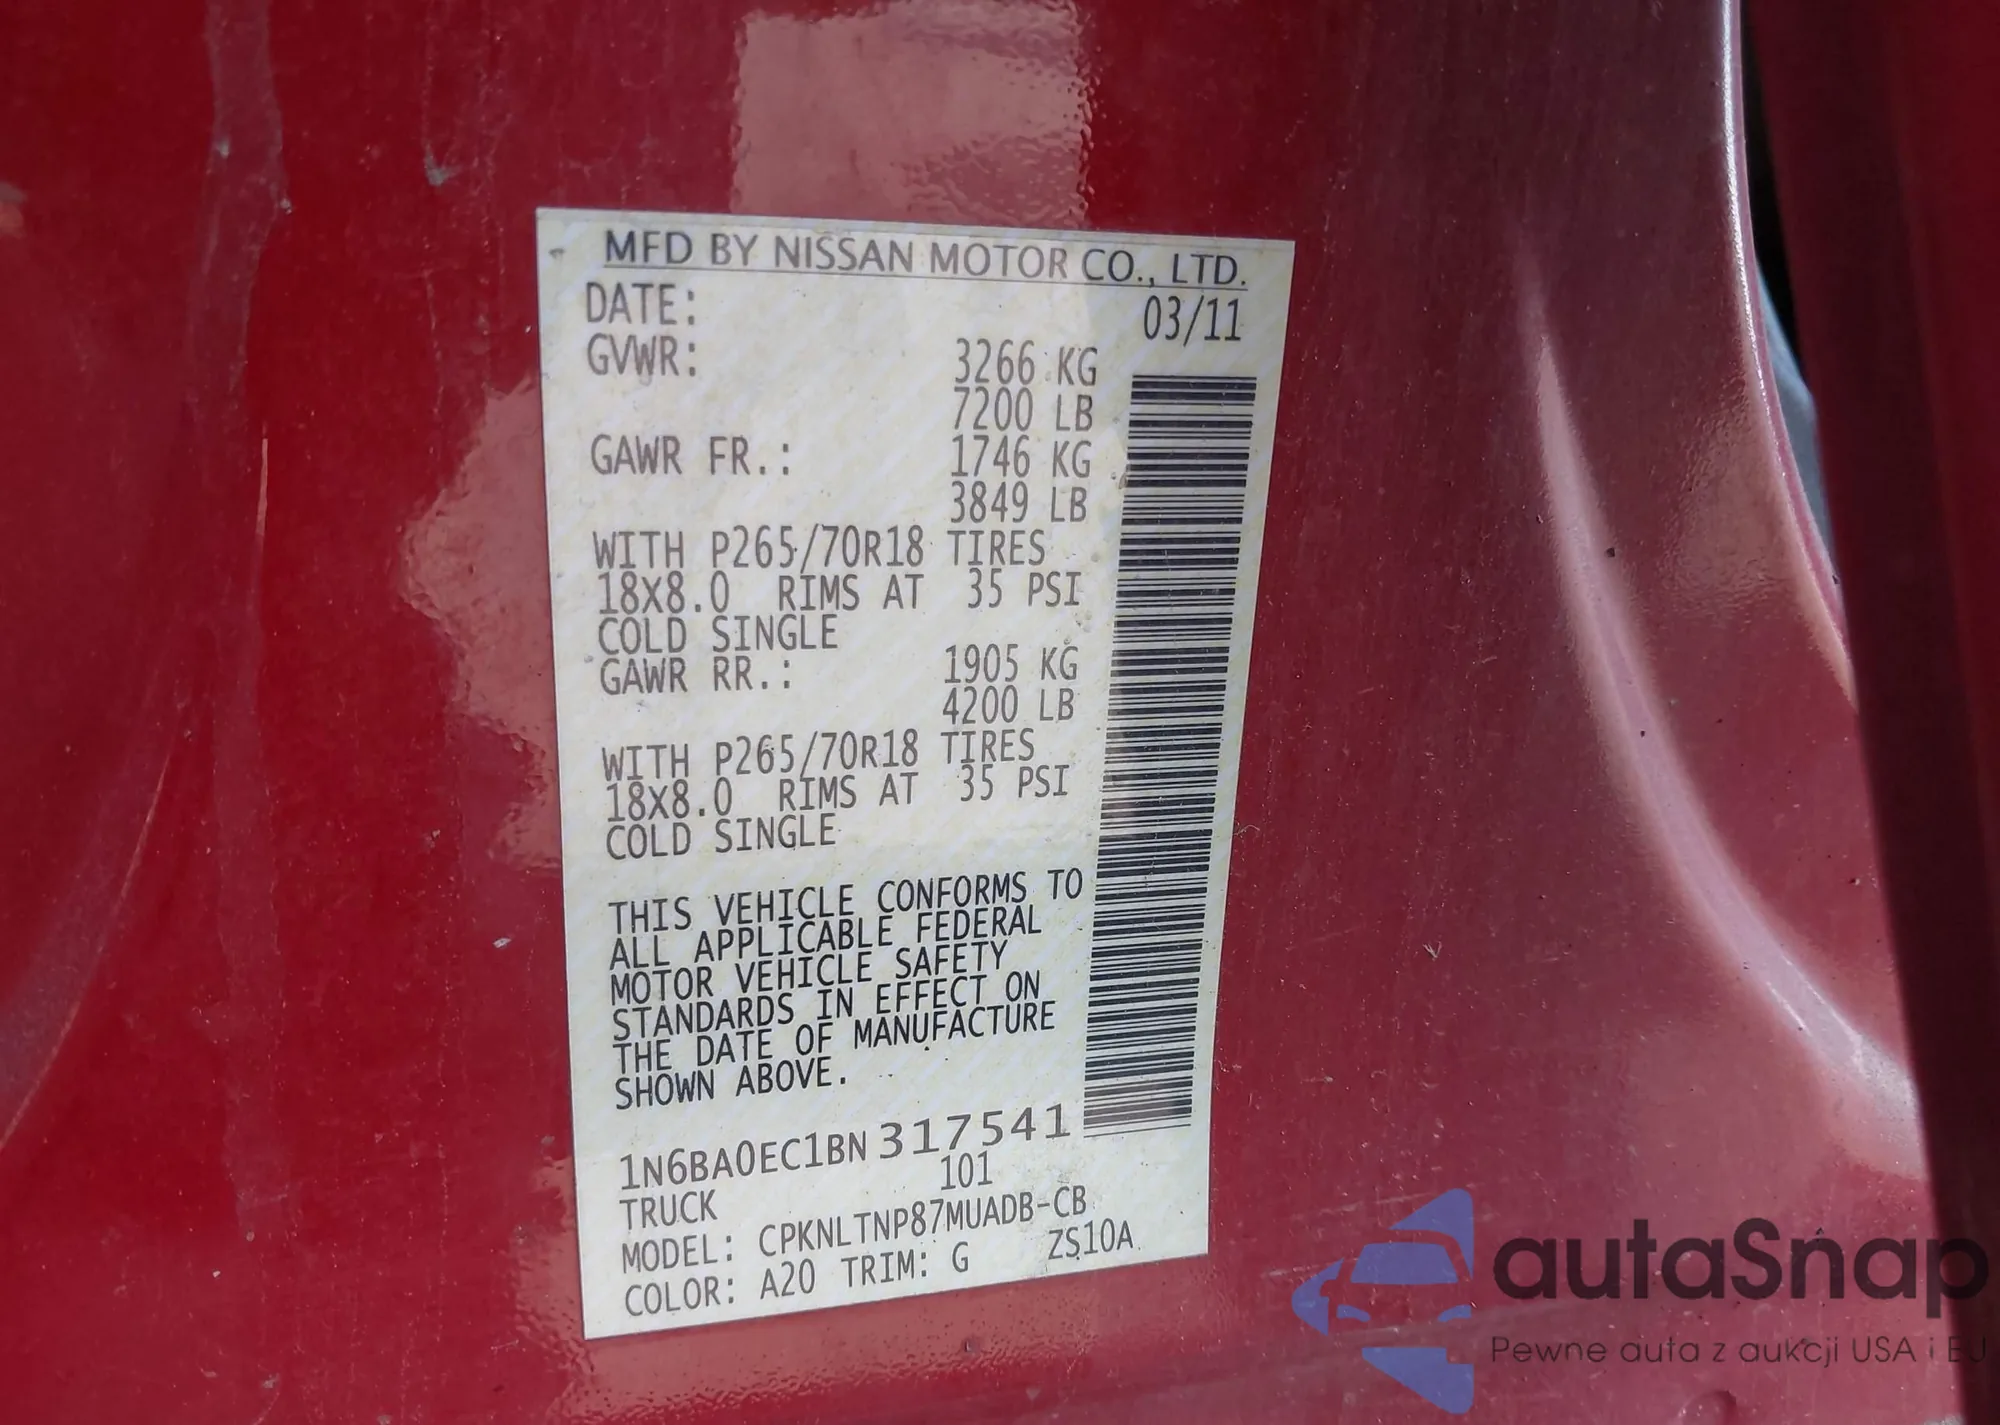 MFD BY NISSAN MOTOR CO., LTD.
DATE: 03/11
GVWR: 3266 KG
7200 LB
GAWR FR.: 1746 KG
3849 LB
WITH P265/70R18 TIRES
18X8.0 RIMS AT 35 PSI
COLD SINGLE
GAWR RR.: 1905 KG
4200 LB
WITH P265/70R18 TIRES
18X8.0 RIMS AT 35 PSI
COLD SINGLE
THIS VEHICLE CONFORMS TO
ALL APPLICABLE FEDERAL
MOTOR VEHICLE SAFETY
STANDARDS IN EFFECT ON
THE DATE OF MANUFACTURE
SHOWN ABOVE.
1N6BA0EC1BN 317541
TRUCK 101
MODEL: CPKNLTNP87MUADB-CB
COLOR: A20 TRIM: G ZS10A
autaSnap
Pewne auta z aukcji USA i EU